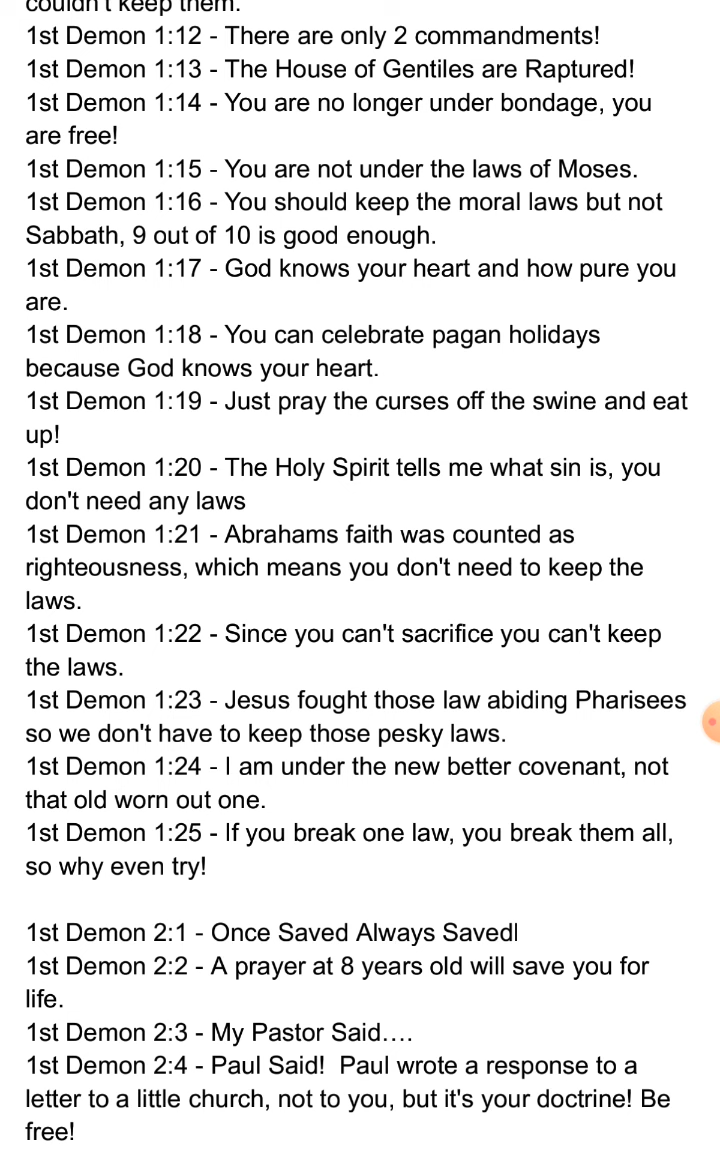 couldn't keep them.
1st Demon 1:12 - There are only 2 commandments!
1st Demon 1:13 - The House of Gentiles are Raptured!
1st Demon 1:14 - You are no longer under bondage, you
are free!
1st Demon 1:15 - You are not under the laws of Moses.
1st Demon 1:16 - You should keep the moral laws but not
Sabbath, 9 out of 10 is good enough.
1st Demon 1:17 - God knows your heart and how pure you
are.
1st Demon 1:18 - You can celebrate pagan holidays
because God knows your heart.
1st Demon 1:19 - Just pray the curses off the swine and eat
up!
1st Demon 1:20 - The Holy Spirit tells me what sin is, you
don't need any laws
1st Demon 1:21 - Abrahams faith was counted as
righteousness, which means you don't need to keep the
laws.
1st Demon 1:22 - Since you can't sacrifice you can't keep
the laws.
1st Demon 1:23 - Jesus fought those law abiding Pharisees
so we don't have to keep those pesky laws.
1st Demon 1:24 - I am under the new better covenant, not
that old worn out one.
1st Demon 1:25 - If you break one law, you break them all,
so why even try!

1st Demon 2:1 - Once Saved Always Savedl
1st Demon 2:2 - A prayer at 8 years old will save you for
life.
1st Demon 2:3 - My Pastor Said....
1st Demon 2:4 - Paul Said!  Paul wrote a response to a
letter to a little church, not to you, but it's your doctrine! Be
free!